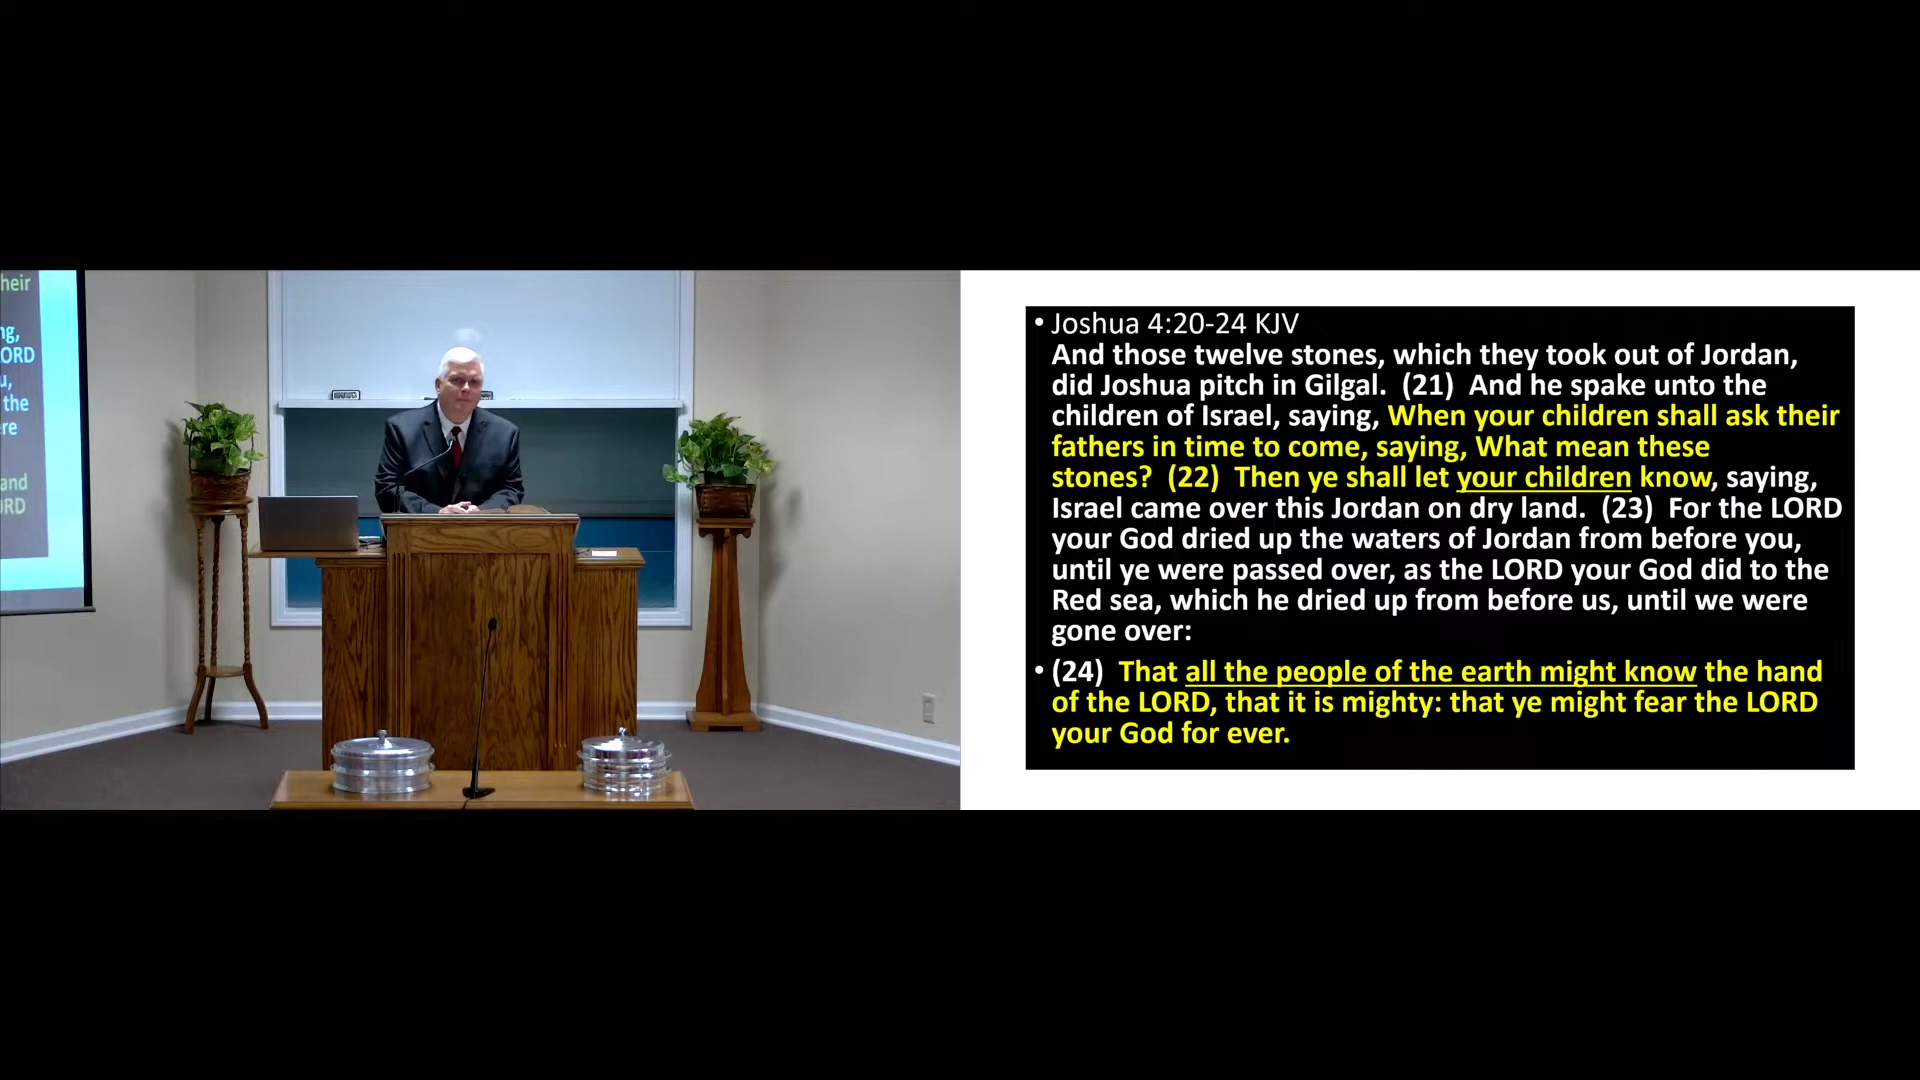 heir
ng,
ORD
u,
the
re
and
RD
• Joshua 4:20-24 KJV
And those twelve stones, which they took out of Jordan,
did Joshua pitch in Gilgal.  (21)  And he spake unto the
children of Israel, saying, When your children shall ask their
fathers in time to come, saying, What mean these
stones?  (22)  Then ye shall let your children know, saying,
Israel came over this Jordan on dry land.  (23)  For the LORD
your God dried up the waters of Jordan from before you,
until ye were passed over, as the LORD your God did to the
Red sea, which he dried up from before us, until we were
gone over:
• (24)  That all the people of the earth might know the hand
of the LORD, that it is mighty: that ye might fear the LORD
your God for ever.